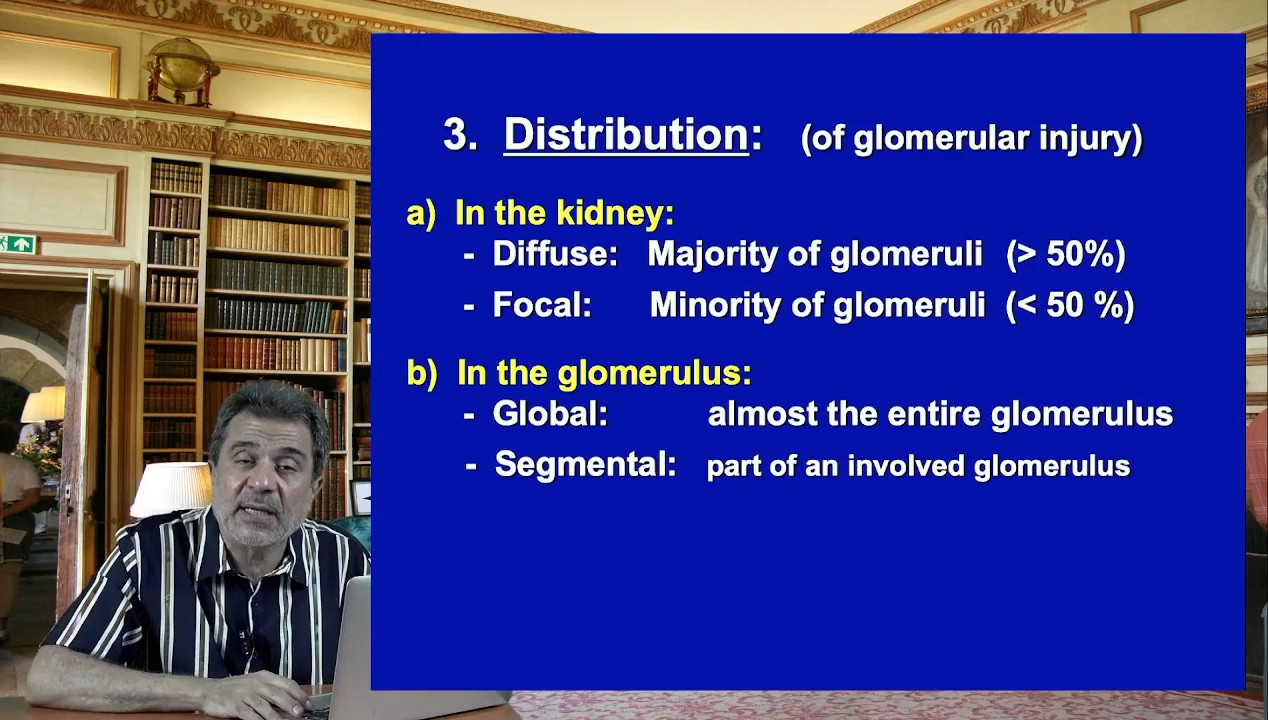 3. Distribution: (of glomerular injury)
a) In the kidney:
- Diffuse: Majority of glomeruli (> 50%)
- Focal: Minority of glomeruli (< 50 %)
b) In the glomerulus:
- Global: almost the entire glomerulus
- Segmental: part of an involved glomerulus